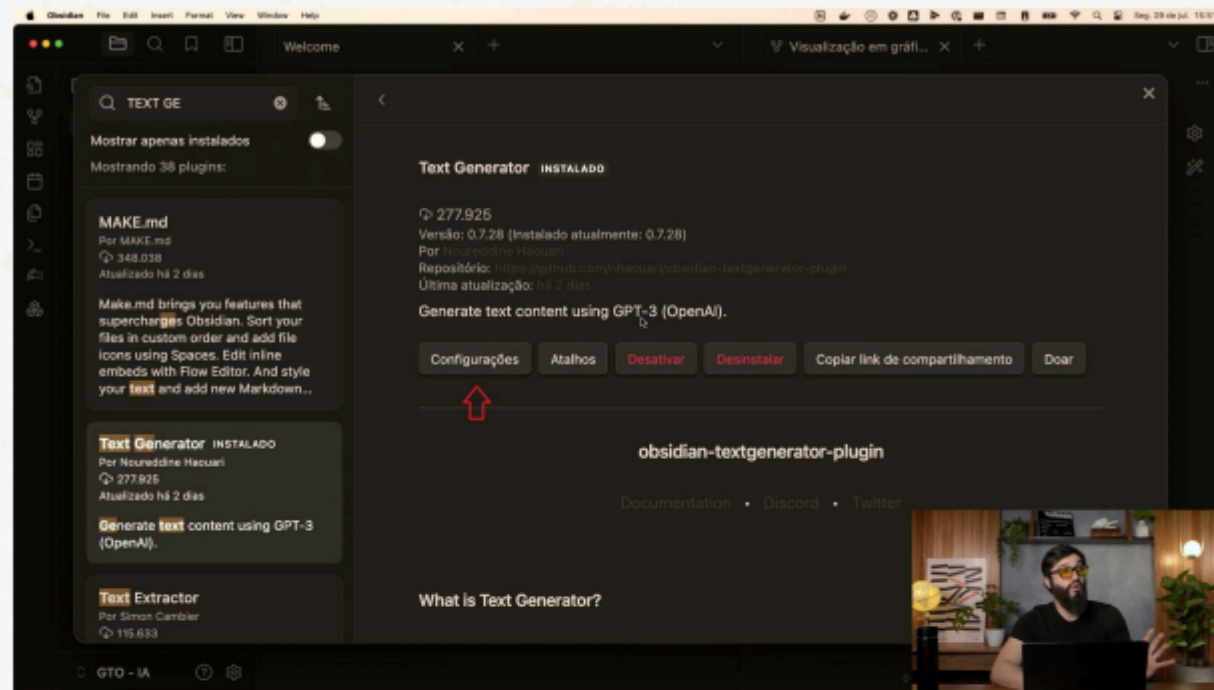 Obsidian File Edit Insert Format View Window Help
Seg. 29 de jul.
Welcome
Visualização em gráfi...
TEXT GE
Mostrar apenas instalados
Mostrando 38 plugins:
MAKE.md
Por MAKE.md
348.038
Atualizado há 2 dias
Make.md brings you features that
supercharges Obsidian. Sort your
files in custom order and add file
icons using Spaces. Edit inline
embeds with Flow Editor. And style
your text and add new Markdown...
Text Generator INSTALADO
Por Noureddine Haouari
277.925
Atualizado há 2 dias
Generate text content using GPT-3
(OpenAI).
Text Extractor
Por Simon Cambier
115.633
GTO - IA
Text Generator INSTALADO
277.925
Versão: 0.7.28 (Instalado atualmente: 0.7.28)
Por Noureddine Haouari
Repositório: https://github.com/nhaouari/obsidian-textgenerator-plugin
Última atualização: há 2 dias
Generate text content using GPT-3 (OpenAI).
Configurações Atalhos Desativar Desinstalar Copiar link de compartilhamento Doar
obsidian-textgenerator-plugin
Documentation • Discord • Twitter
What is Text Generator?